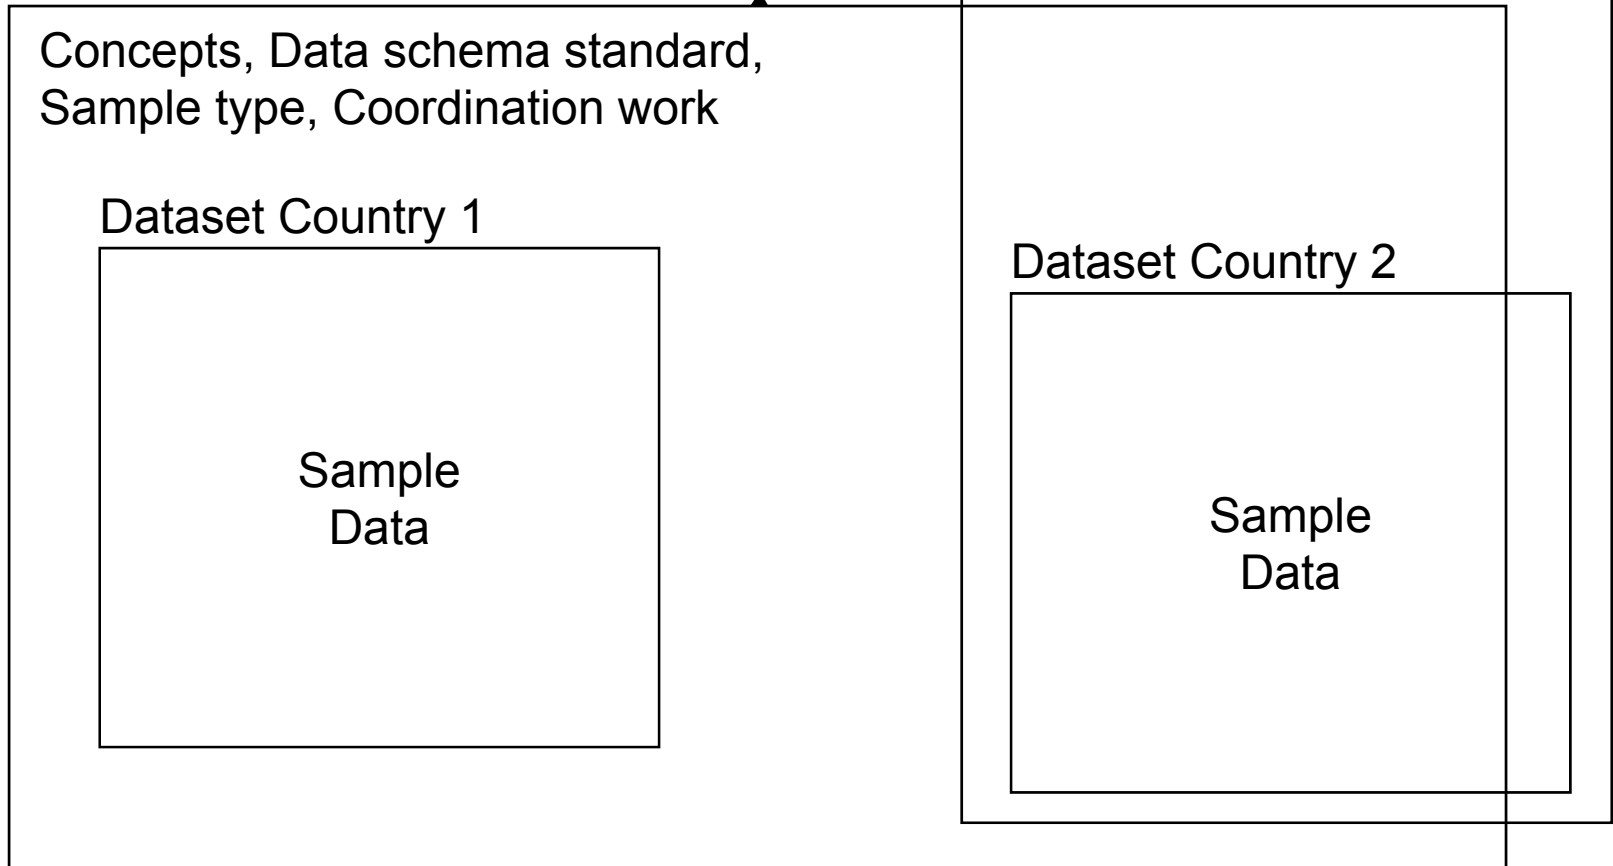 Concepts, Data schema standard,
Sample type, Coordination work
Dataset Country 1
Sample
Data
Dataset Country 2
Sample
Data